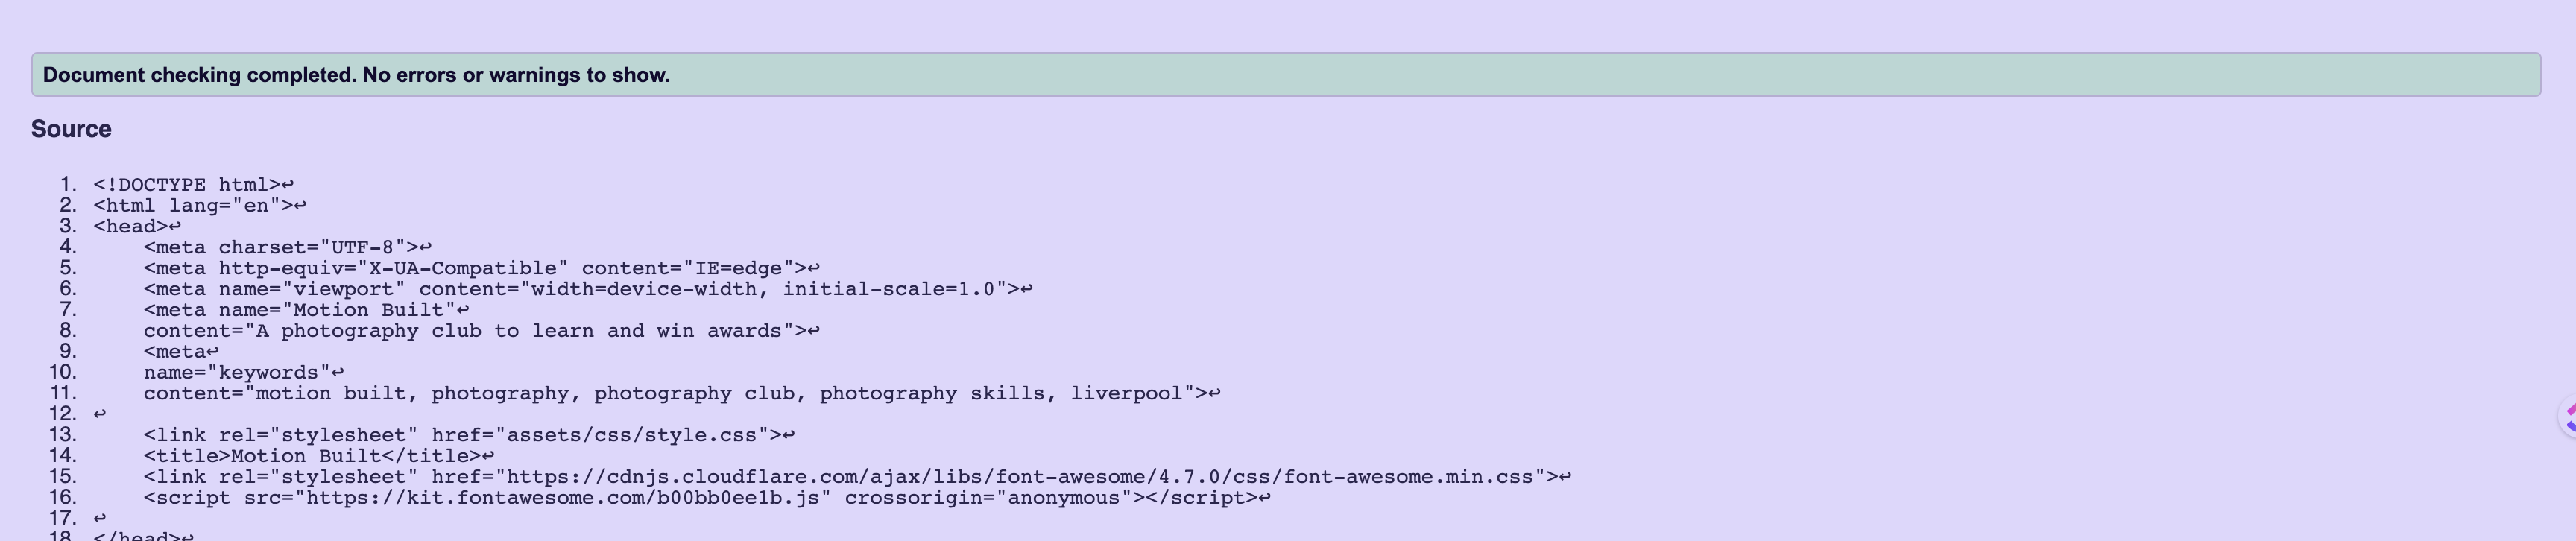 Document checking completed. No errors or warnings to show.
Source
1. <!DOCTYPE html>↩
2. <html lang="en">↩
3. <head>↩
4.     <meta charset="UTF-8">↩
5.     <meta http-equiv="X-UA-Compatible" content="IE=edge">↩
6.     <meta name="viewport" content="width=device-width, initial-scale=1.0">↩
7.     <meta name="Motion Built"↩
8.     content="A photography club to learn and win awards">↩
9.     <meta↩
10.     name="keywords"↩
11.     content="motion built, photography, photography club, photography skills, liverpool">↩
12. ↩
13.     <link rel="stylesheet" href="assets/css/style.css">↩
14.     <title>Motion Built</title>↩
15.     <link rel="stylesheet" href="https://cdnjs.cloudflare.com/ajax/libs/font-awesome/4.7.0/css/font-awesome.min.css">↩
16.     <script src="https://kit.fontawesome.com/b00bb0ee1b.js" crossorigin="anonymous"></script>↩
17. ↩
18. </head>↩